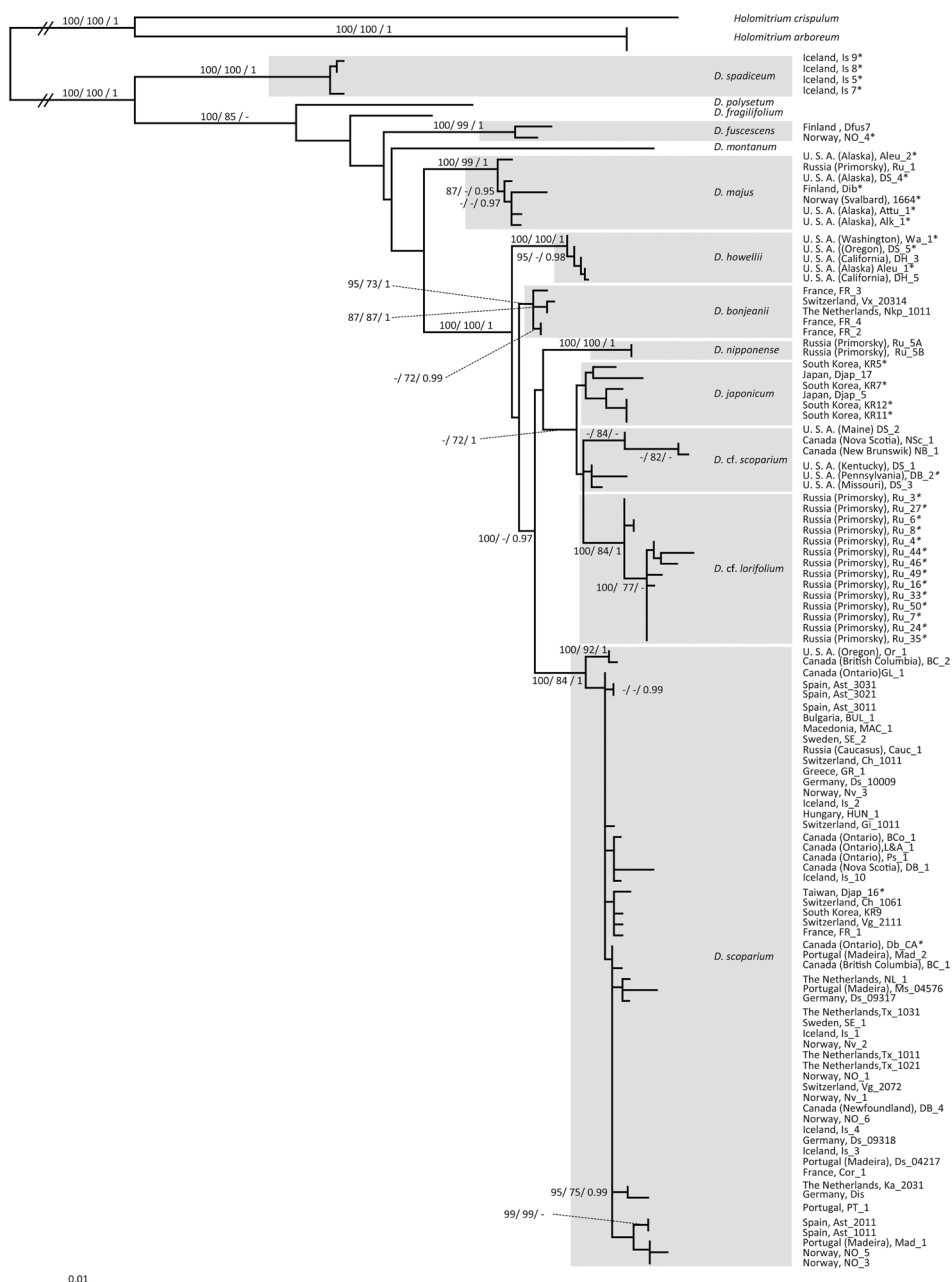 Holomitrium crispulum
100/ 100/ 1
100/ 100/ 1
Holomitrium arboreum
Iceland, Is 9*
Iceland, Is 8*
100/ 100/ 1
D. spadiceum
Iceland, Is 5*
Iceland, Is 7*
100/ 100/ 1
D. polysetum
100/ 85/ -
D. fragilifolium
100/ 99/ 1
D. fuscescens
Finland , Dfus7
Norway, NO_4*
D. montanum
U. S. A. (Alaska), Aleu_2*
100/ 99/ 1
Russia (Primorsky), Ru_1
U. S. A. (Alaska), DS_4*
87/ -/ 0.95
D. majus
Finland, Dib*
-/ -/ 0.97
Norway (Svalbard), 1664*
U. S. A. (Alaska), Attu_1*
U. S. A. (Alaska), Alk_1*
100/ 100/ 1
U. S. A. (Washington), Wa_1*
U. S. A. ((Oregon), DS_5*
95/ -/ 0.98
D. howellii
U. S. A. (California), DH_3
U. S. A. (Alaska) Aleu_1*
U. S. A. (California), DH_5
95/ 73/ 1
France, FR_3
Switzerland, Vx_20314
87/ 87/ 1
D. bonjeanii
The Netherlands, Nkp_1011
France, FR_4
100/ 100/ 1
France, FR_2
100/ 100/ 1
D. nipponense
Russia (Primorsky), Ru_5A
Russia (Primorsky), Ru_5B
-/ 72/ 0.99
South Korea, KR5*
Japan, Djap_17
South Korea, KR7*
D. japonicum
Japan, Djap_5
South Korea, KR12*
South Korea, KR11*
-/ 72/ 1
U. S. A. (Maine) DS_2
-/ 84/ -
Canada (Nova Scotia), NSc_1
-/ 82/ -
Canada (New Brunswik) NB_1
D. cf. scoparium
U. S. A. (Kentucky), DS_1
U. S. A. (Pennsylvania), DB_2*
U. S. A. (Missouri), DS_3
Russia (Primorsky), Ru_3*
Russia (Primorsky), Ru_27*
Russia (Primorsky), Ru_6*
Russia (Primorsky), Ru_8*
100/ -/ 0.97
Russia (Primorsky), Ru_4*
100/ 84/ 1
Russia (Primorsky), Ru_44*
D. cf. lorifolium
Russia (Primorsky), Ru_46*
Russia (Primorsky), Ru_49*
100/ 77/ -
Russia (Primorsky), Ru_16*
Russia (Primorsky), Ru_33*
Russia (Primorsky), Ru_50*
Russia (Primorsky), Ru_7*
Russia (Primorsky), Ru_24*
Russia (Primorsky), Ru_35*
100/ 92/ 1
U. S. A. (Oregon), Or_1
Canada (British Columbia), BC_2
100/ 84/ 1
Canada (Ontario)GL_1
Spain, Ast_3031
-/ -/ 0.99
Spain, Ast_3021
Spain, Ast_3011
Bulgaria, BUL_1
Macedonia, MAC_1
Sweden, SE_2
Russia (Caucasus), Cauc_1
Switzerland, Ch_1011
Greece, GR_1
Germany, Ds_10009
Norway, Nv_3
Iceland, Is_2
Hungary, HUN_1
Switzerland, Gi_1011
Canada (Ontario), BCo_1
Canada (Ontario),L&A_1
Canada (Ontario), Ps_1
Canada (Nova Scotia), DB_1
Iceland, Is_10
Taiwan, Djap_16*
Switzerland, Ch_1061
South Korea, KR9
Switzerland, Vg_2111
France, FR_1
Canada (Ontario), Db_CA*
D. scoparium
Portugal (Madeira), Mad_2
Canada (British Columbia), BC_1
The Netherlands, NL_1
Portugal (Madeira), Ms_04576
Germany, Ds_09317
The Netherlands,Tx_1031
Sweden, SE_1
Iceland, Is_1
Norway, Nv_2
The Netherlands,Tx_1011
The Netherlands,Tx_1021
Norway, NO_1
Switzerland, Vg_2072
Norway, Nv_1
Canada (Newfoundland), DB_4
Norway, NO_6
Iceland, Is_4
Germany, Ds_09318
Iceland, Is_3
Portugal (Madeira), Ds_04217
France, Cor_1
95/ 75/ 0.99
The Netherlands, Ka_2031
Germany, Dis
Portugal, PT_1
99/ 99/ -
Spain, Ast_2011
Spain, Ast_1011
Portugal (Madeira), Mad_1
Norway, NO_5
Norway, NO_3
0.01